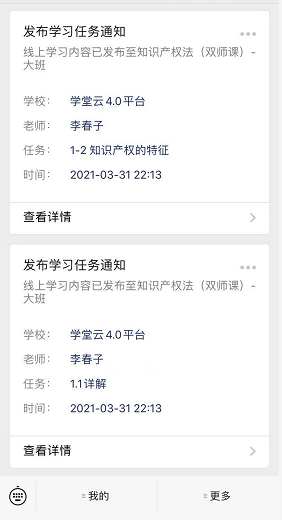 发布学习任务通知
线上学习内容已发布至知识产权法（双师课）-
大班
学校： 学堂云4.0平台
老师： 李春子
任务： 1-2 知识产权的特征
时间： 2021-03-31 22:13
查看详情
发布学习任务通知
线上学习内容已发布至知识产权法（双师课）-
大班
学校： 学堂云4.0平台
老师： 李春子
任务： 1.1详解
时间： 2021-03-31 22:13
查看详情
我的 更多